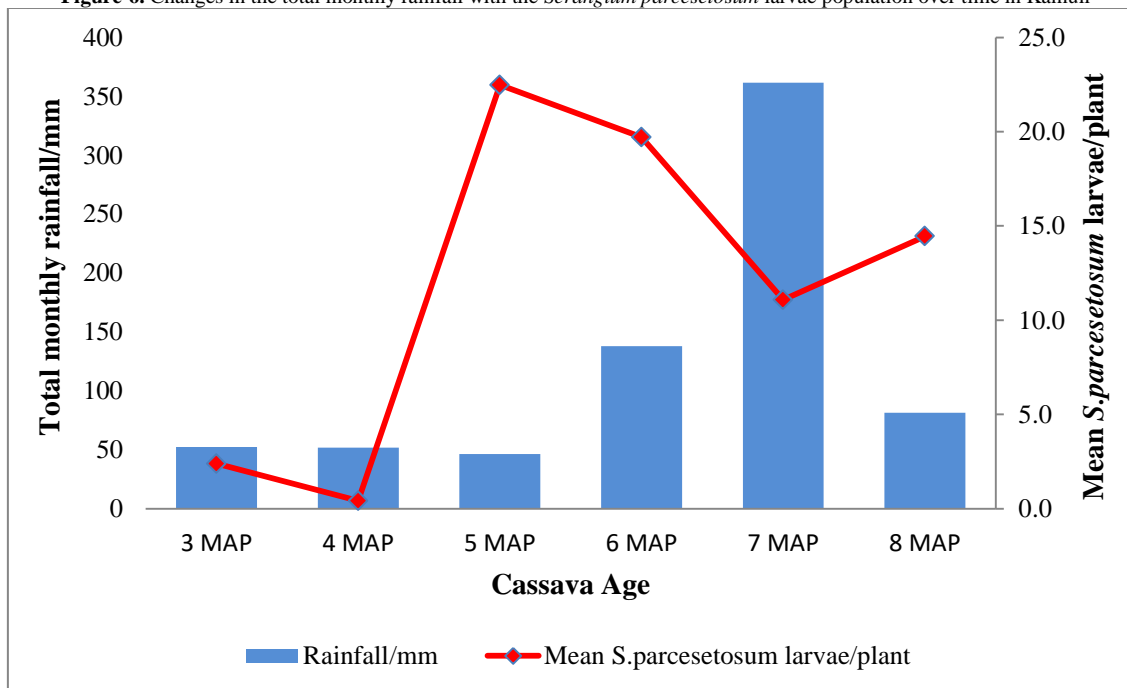 Figure 6. Changes in the total monthly rainfall with the Serangium parcesetosum larvae population over time in Kamuli
400
350
300
250
200
150
100
50
0
Total monthly rainfall/mm
25.0
20.0
15.0
10.0
5.0
0.0
Mean S.parcesetosum larvae/plant
3 MAP 4 MAP 5 MAP 6 MAP 7 MAP 8 MAP
Cassava Age
Rainfall/mm Mean S.parcesetosum larvae/plant